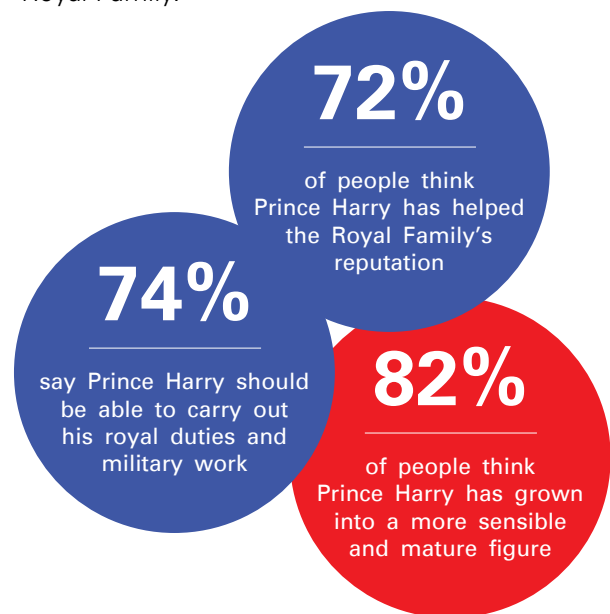 Royal Family.
72%
of people think
Prince Harry has helped
the Royal Family's
reputation
74%
say Prince Harry should
be able to carry out
his royal duties and
military work
82%
of people think
Prince Harry has grown
into a more sensible
and mature figure